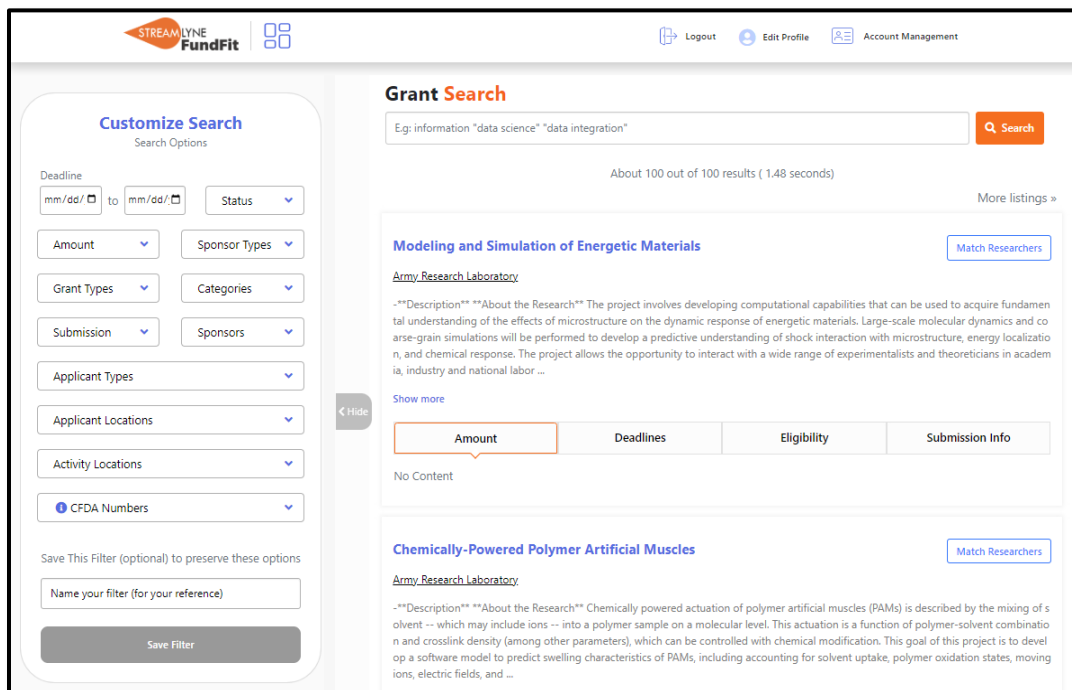 STREAMLYNE
FundFit
Logout
Edit Profile
Account Management
Customize Search
Search Options
Deadline
mm/dd/ to mm/dd/
Status
Amount
Sponsor Types
Grant Types
Categories
Submission
Sponsors
Applicant Types
Applicant Locations
Activity Locations
CFDA Numbers
Save This Filter (optional) to preserve these options
Name your filter (for your reference)
Save Filter
Hide
Grant Search
E.g: information "data science" "data integration"
Search
About 100 out of 100 results ( 1.48 seconds)
More listings »
Modeling and Simulation of Energetic Materials
Match Researchers
Army Research Laboratory
-**Description** **About the Research** The project involves developing computational capabilities that can be used to acquire fundamen
tal understanding of the effects of microstructure on the dynamic response of energetic materials. Large-scale molecular dynamics and co
arse-grain simulations will be performed to develop a predictive understanding of shock interaction with microstructure, energy localizatio
n, and chemical response. The project allows the opportunity to interact with a wide range of experimentalists and theoreticians in academ
ia, industry and national labor ...
Show more
Amount
Deadlines
Eligibility
Submission Info
No Content
Chemically-Powered Polymer Artificial Muscles
Match Researchers
Army Research Laboratory
-**Description** **About the Research** Chemically powered actuation of polymer artificial muscles (PAMs) is described by the mixing of s
olvent -- which may include ions -- into a polymer sample on a molecular level. This actuation is a function of polymer-solvent combinatio
n and crosslink density (among other parameters), which can be controlled with chemical modification. This goal of this project is to devel
op a software model to predict swelling characteristics of PAMs, including accounting for solvent uptake, polymer oxidation states, moving
ions, electric fields, and ...